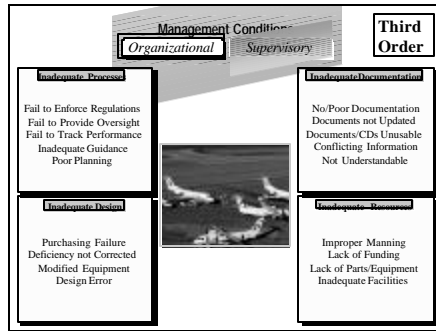 Management Conditions
Third
Order
Organizational
Supervisory
Inadequate Processes
Fail to Enforce Regulations
Fail to Provide Oversight
Fail to Track Performance
Inadequate Guidance
Poor Planning
InadequateDocumentation
No/Poor Documentation
Documents not Updated
Documents/CDs Unusable
Conflicting Information
Not Understandable
Inadequate Design
Purchasing Failure
Deficiency not Corrected
Modified Equipment
Design Error
Inadequate Resources
Improper Manning
Lack of Funding
Lack of Parts/Equipment
Inadequate Facilities